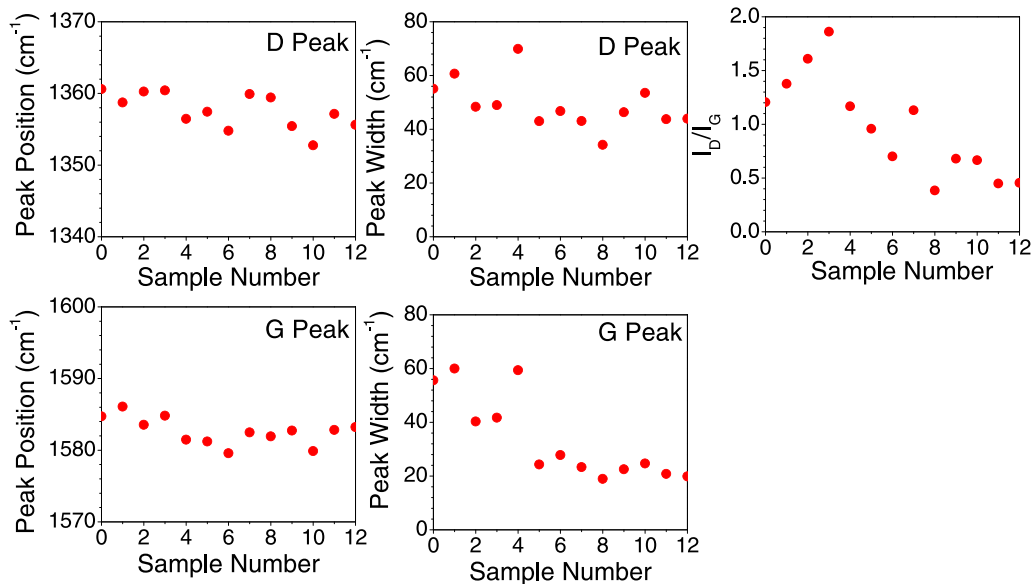 Peak Position (cm⁻¹)
1370
1360
1350
1340
D Peak
0 2 4 6 8 10 12
Sample Number
Peak Width (cm⁻¹)
80
60
40
20
0
D Peak
0 2 4 6 8 10 12
Sample Number
I_D/I_G
2.0
1.5
1.0
0.5
0.0
0 2 4 6 8 10 12
Sample Number
Peak Position (cm⁻¹)
1600
1590
1580
1570
G Peak
0 2 4 6 8 10 12
Sample Number
Peak Width (cm⁻¹)
80
60
40
20
0
G Peak
0 2 4 6 8 10 12
Sample Number